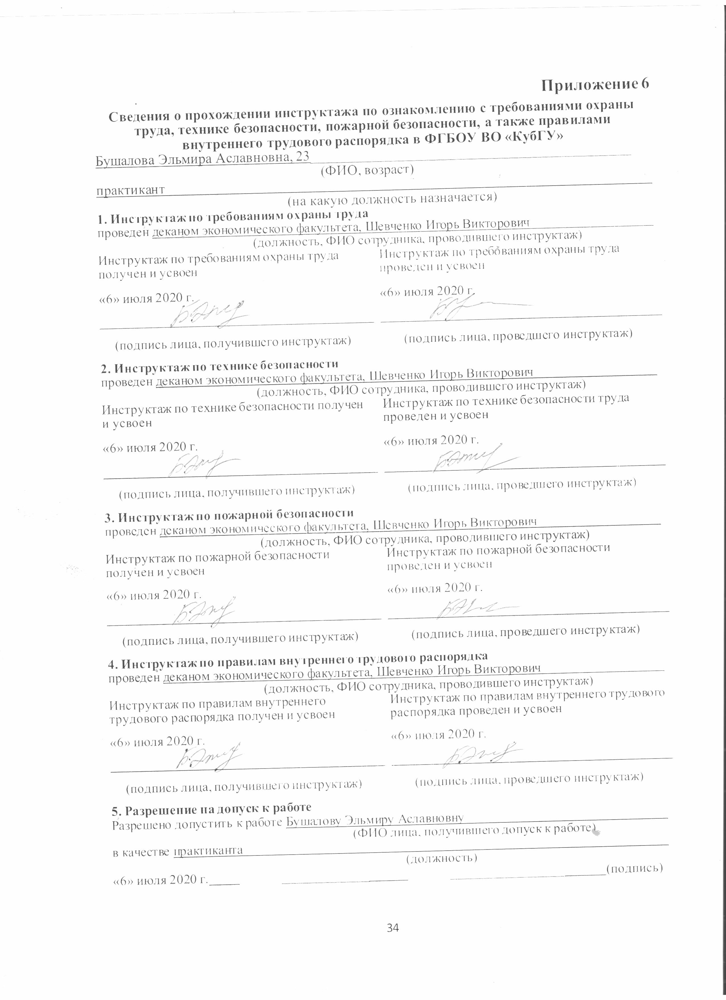 Приложение 6
Сведения о прохождении инструктажа по ознакомлению с требованиями охраны
труда, технике безопасности, пожарной безопасности, а также правилами
внутреннего трудового распорядка в ФГБОУ ВО «КубГУ»
Бушалова Эльмира Аславновна, 23
(ФИО, возраст)
практикант
(на какую должность назначается)
1. Инструктаж по требованиям охраны труда
проведен деканом экономического факультета, Шевченко Игорь Викторович
(должность, ФИО сотрудника, проводившего инструктаж)
Инструктаж по требованиям охраны труда
получен и усвоен
Инструктаж по требованиям охраны труда
проведен и усвоен
«6» июля 2020 г.
«6» июля 2020 г.
(подпись лица, получившего инструктаж)
(подпись лица, проведшего инструктаж)
2. Инструктаж по технике безопасности
проведен деканом экономического факультета, Шевченко Игорь Викторович
(должность, ФИО сотрудника, проводившего инструктаж)
Инструктаж по технике безопасности получен
и усвоен
Инструктаж по технике безопасности труда
проведен и усвоен
«6» июля 2020 г.
«6» июля 2020 г.
(подпись лица, получившего инструктаж)
(подпись лица, проведшего инструктаж)
3. Инструктаж по пожарной безопасности
проведен деканом экономического факультета, Шевченко Игорь Викторович
(должность, ФИО сотрудника, проводившего инструктаж)
Инструктаж по пожарной безопасности
получен и усвоен
Инструктаж по пожарной безопасности
проведен и усвоен
«6» июля 2020 г.
«6» июля 2020 г.
(подпись лица, получившего инструктаж)
(подпись лица, проведшего инструктаж)
4. Инструктаж по правилам внутреннего трудового распорядка
проведен деканом экономического факультета, Шевченко Игорь Викторович
(должность, ФИО сотрудника, проводившего инструктаж)
Инструктаж по правилам внутреннего
трудового распорядка получен и усвоен
Инструктаж по правилам внутреннего трудового
распорядка проведен и усвоен
«6» июля 2020 г.
«6» июля 2020 г.
(подпись лица, получившего инструктаж)
(подпись лица, проведшего инструктаж)
5. Разрешение на допуск к работе
Разрешено допустить к работе Бушалову Эльмиру Аславновну
(ФИО лица, получившего допуск к работе)
в качестве практиканта
(должность)
«6» июля 2020 г.
(подпись)
34